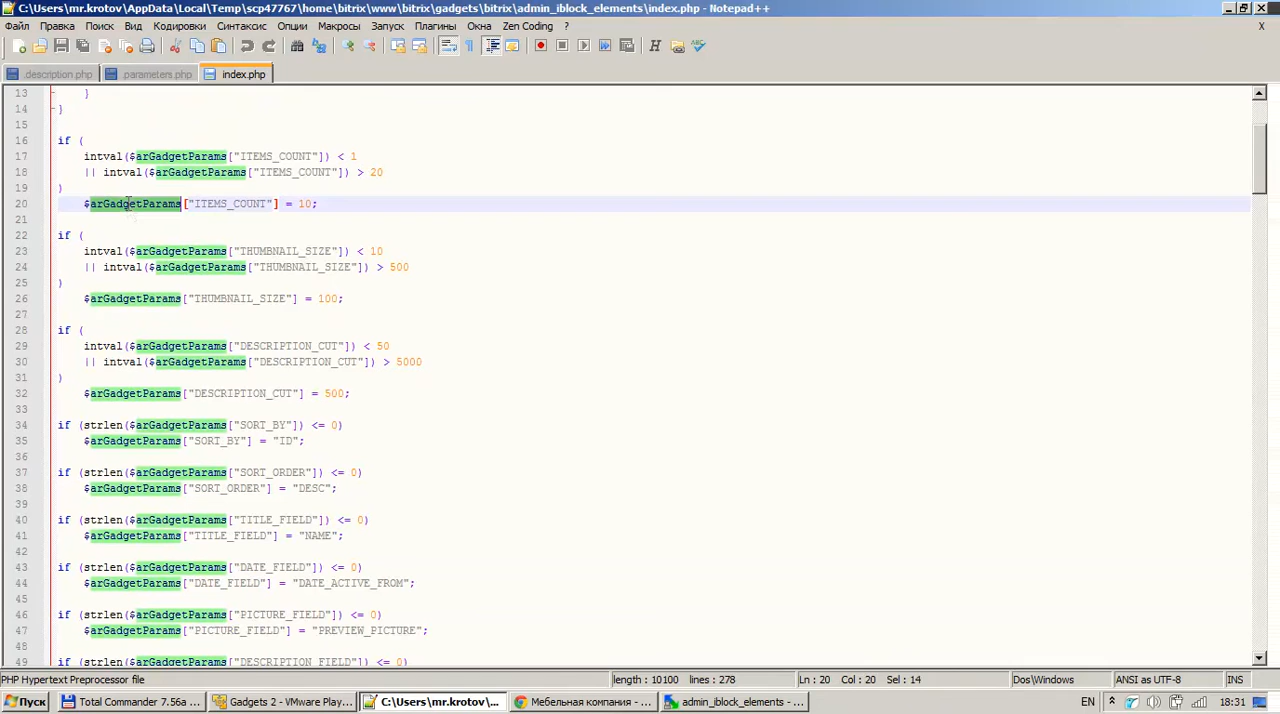 C:\Users\mr.krotov\AppData\Local\Temp\scp47767\home\bitrix\www\bitrix\gadgets\bitrix\admin_iblock_elements\index.php - Notepad++
Файл Правка Поиск Вид Кодировки Синтаксис Опции Макросы Запуск Плагины Окна Zen Coding ? X
description.php parameters.php index.php
13 }
14 }
15
16 if (
17 intval($arGadgetParams["ITEMS_COUNT"]) < 1
18 || intval($arGadgetParams["ITEMS_COUNT"]) > 20
19 )
20 $arGadgetParams["ITEMS_COUNT"] = 10;
21
22 if (
23 intval($arGadgetParams["THUMBNAIL_SIZE"]) < 10
24 || intval($arGadgetParams["THUMBNAIL_SIZE"]) > 500
25 )
26 $arGadgetParams["THUMBNAIL_SIZE"] = 100;
27
28 if (
29 intval($arGadgetParams["DESCRIPTION_CUT"]) < 50
30 || intval($arGadgetParams["DESCRIPTION_CUT"]) > 5000
31 )
32 $arGadgetParams["DESCRIPTION_CUT"] = 500;
33
34 if (strlen($arGadgetParams["SORT_BY"]) <= 0)
35 $arGadgetParams["SORT_BY"] = "ID";
36
37 if (strlen($arGadgetParams["SORT_ORDER"]) <= 0)
38 $arGadgetParams["SORT_ORDER"] = "DESC";
39
40 if (strlen($arGadgetParams["TITLE_FIELD"]) <= 0)
41 $arGadgetParams["TITLE_FIELD"] = "NAME";
42
43 if (strlen($arGadgetParams["DATE_FIELD"]) <= 0)
44 $arGadgetParams["DATE_FIELD"] = "DATE_ACTIVE_FROM";
45
46 if (strlen($arGadgetParams["PICTURE_FIELD"]) <= 0)
47 $arGadgetParams["PICTURE_FIELD"] = "PREVIEW_PICTURE";
48
49 if (strlen($arGadgetParams["DESCRIPTION_FIELD"]) <= 0)
PHP Hypertext Preprocessor file length : 10100 lines : 278 Ln : 20 Col : 20 Sel : 14 Dos\Windows ANSI as UTF-8 INS
Пуск Total Commander 7.56a ... Gadgets 2 - VMware Play... C:\Users\mr.krotov\... Мебельная компания - ... admin_iblock_elements - ... EN 18:31